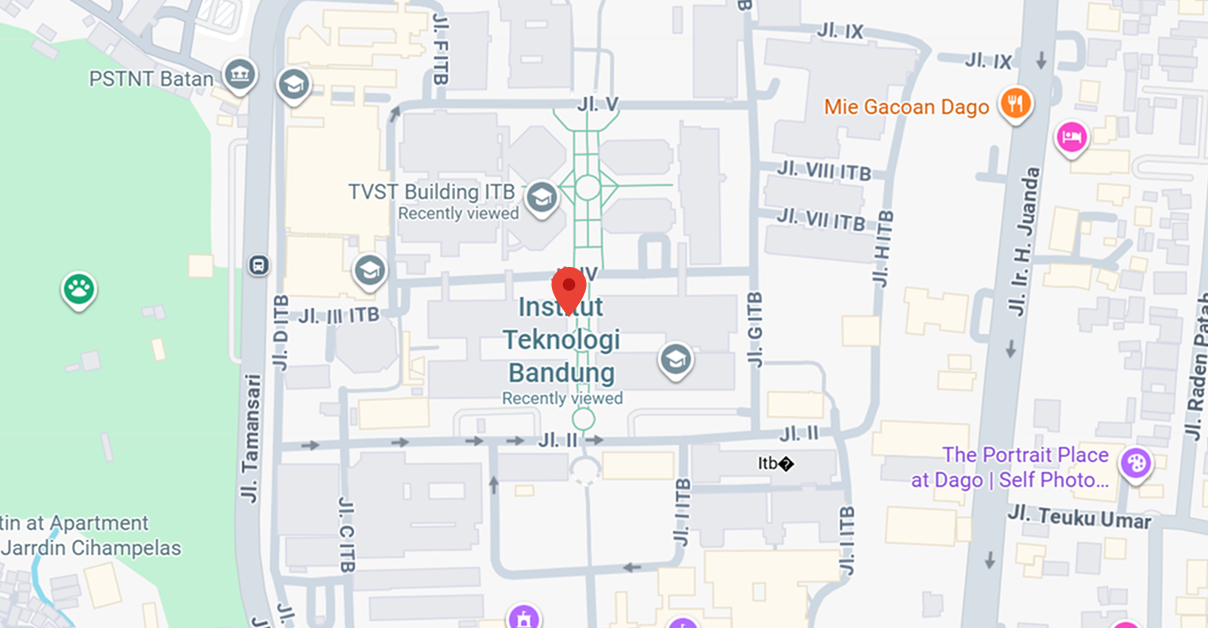 Jl. F ITB
B
Jl. IX
Jl. IX
PSTNT Batan
Jl. V
Mie Gacoan Dago
Jl. VIII ITB
TVST Building ITB
Recently viewed
Jl. VII ITB
Jl. H ITB
Jl. Ir. H. Juanda
IV
Jl. III ITB
Jl. D ITB
Institut
Teknologi
Bandung
Recently viewed
Jl. G ITB
Jl. Raden Patah
Jl. Tamansari
Jl. II
Jl. II
Itb�
The Portrait Place
at Dago | Self Photo...
Jl. Teuku Umar
tin at Apartment
Jarrdin Cihampelas
Jl. C ITB
Jl. I ITB
Jl. I ITB
Jl.